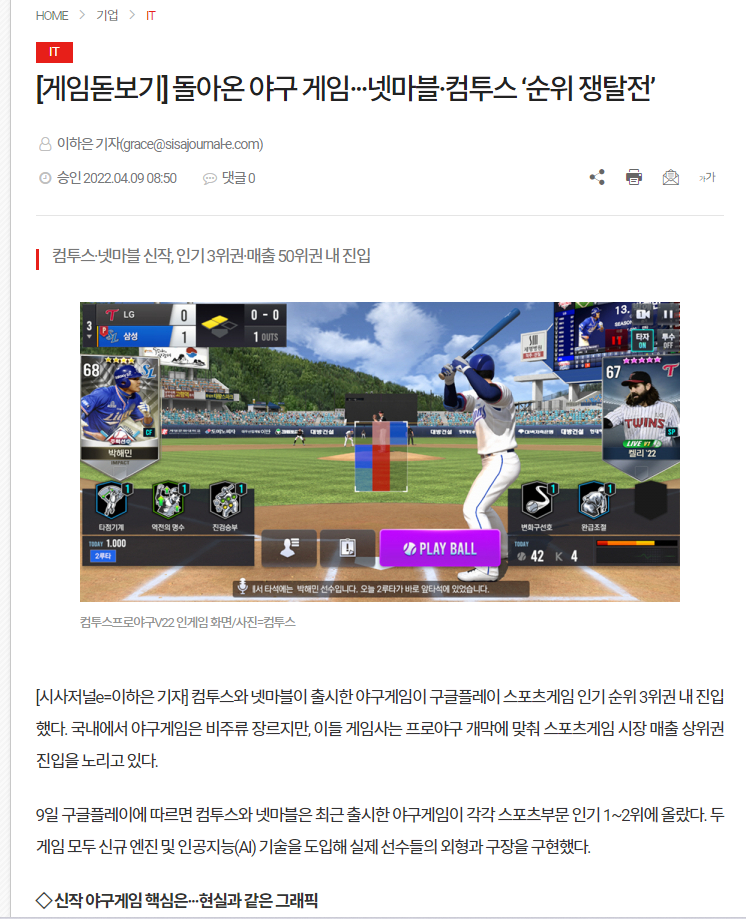 HOME > 기업 > IT
IT
[게임돋보기] 돌아온 야구 게임···넷마블·컴투스 ‘순위 쟁탈전’
이하은 기자(grace@sisajournal-e.com)
승인 2022.04.09 08:50 댓글 0
가가
컴투스·넷마블 신작, 인기 3위권·매출 50위권 내 진입
3 LG 0 0 - 0
P 삼성 1 1 OUTS
13.
SEASON
타자 ON 투수 OFF
68
CF
박해민
IMPACT
67
TWINS
SP
LIVE V1
켈리 '22
대방건설
타점기계 역전의 명수 진검승부
변화구선호 완급조절
TODAY 1.000
2루타
PLAY BALL
TODAY 42 K 4
서 타석에는 박해민 선수입니다. 오늘 2루타가 바로 앞타석에 있었습니다.
컴투스프로야구V22 인게임 화면/사진=컴투스
[시사저널e=이하은 기자] 컴투스와 넷마블이 출시한 야구게임이 구글플레이 스포츠게임 인기 순위 3위권 내 진입
했다. 국내에서 야구게임은 비주류 장르지만, 이들 게임사는 프로야구 개막에 맞춰 스포츠게임 시장 매출 상위권
진입을 노리고 있다.
9일 구글플레이에 따르면 컴투스와 넷마블은 최근 출시한 야구게임이 각각 스포츠부문 인기 1~2위에 올랐다. 두
게임 모두 신규 엔진 및 인공지능(AI) 기술을 도입해 실제 선수들의 외형과 구장을 구현했다.
◇신작 야구게임 핵심은···현실과 같은 그래픽